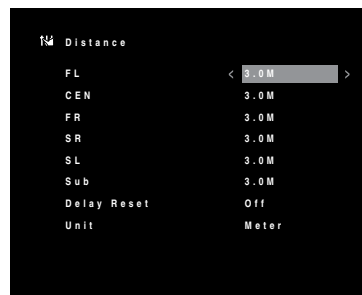 Distance
FL < 3.0M >
CEN 3.0M
FR 3.0M
SR 3.0M
SL 3.0M
Sub 3.0M
Delay Reset Off
Unit Meter